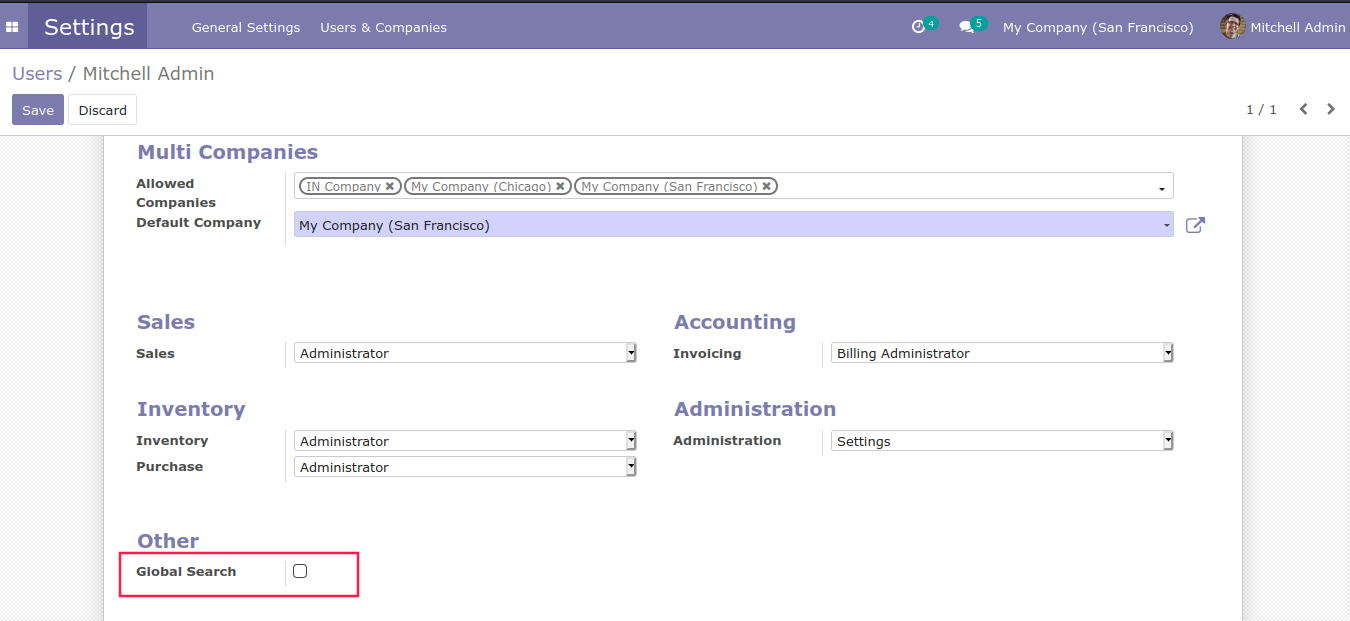 Settings General Settings Users & Companies 4 5 My Company (San Francisco) Mitchell Admin
Users / Mitchell Admin
Save Discard 1 / 1
Multi Companies
Allowed Companies IN Company My Company (Chicago) My Company (San Francisco)
Default Company My Company (San Francisco)
Sales
Sales Administrator
Accounting
Invoicing Billing Administrator
Inventory
Inventory Administrator
Purchase Administrator
Administration
Administration Settings
Other
Global Search